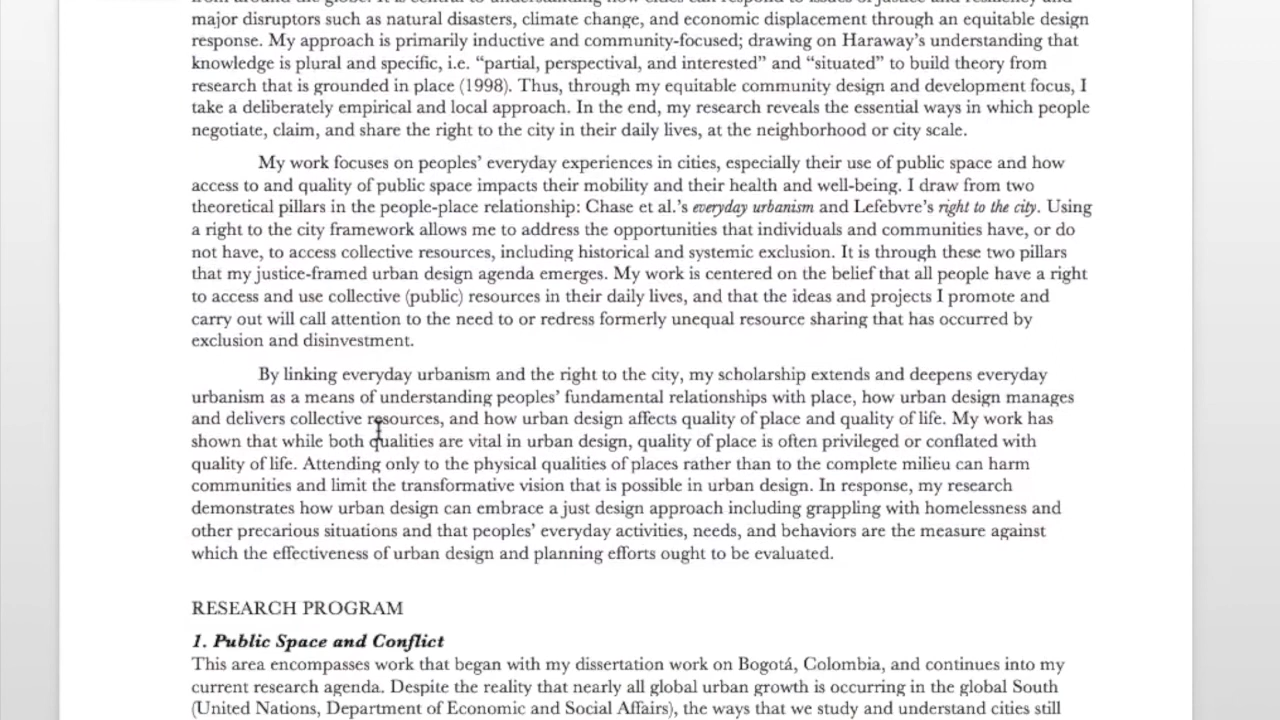 from around the globe. It is central to understanding how cities can respond to issues of justice and resiliency and
major disruptors such as natural disasters, climate change, and economic displacement through an equitable design
response. My approach is primarily inductive and community-focused; drawing on Haraway’s understanding that
knowledge is plural and specific, i.e. “partial, perspectival, and interested” and “situated” to build theory from
research that is grounded in place (1998). Thus, through my equitable community design and development focus, I
take a deliberately empirical and local approach. In the end, my research reveals the essential ways in which people
negotiate, claim, and share the right to the city in their daily lives, at the neighborhood or city scale.
My work focuses on peoples’ everyday experiences in cities, especially their use of public space and how
access to and quality of public space impacts their mobility and their health and well-being. I draw from two
theoretical pillars in the people-place relationship: Chase et al.’s everyday urbanism and Lefebvre’s right to the city. Using
a right to the city framework allows me to address the opportunities that individuals and communities have, or do
not have, to access collective resources, including historical and systemic exclusion. It is through these two pillars
that my justice-framed urban design agenda emerges. My work is centered on the belief that all people have a right
to access and use collective (public) resources in their daily lives, and that the ideas and projects I promote and
carry out will call attention to the need to or redress formerly unequal resource sharing that has occurred by
exclusion and disinvestment.
By linking everyday urbanism and the right to the city, my scholarship extends and deepens everyday
urbanism as a means of understanding peoples’ fundamental relationships with place, how urban design manages
and delivers collective resources, and how urban design affects quality of place and quality of life. My work has
shown that while both qualities are vital in urban design, quality of place is often privileged or conflated with
quality of life. Attending only to the physical qualities of places rather than to the complete milieu can harm
communities and limit the transformative vision that is possible in urban design. In response, my research
demonstrates how urban design can embrace a just design approach including grappling with homelessness and
other precarious situations and that peoples’ everyday activities, needs, and behaviors are the measure against
which the effectiveness of urban design and planning efforts ought to be evaluated.
RESEARCH PROGRAM
1. Public Space and Conflict
This area encompasses work that began with my dissertation work on Bogotá, Colombia, and continues into my
current research agenda. Despite the reality that nearly all global urban growth is occurring in the global South
(United Nations, Department of Economic and Social Affairs), the ways that we study and understand cities still